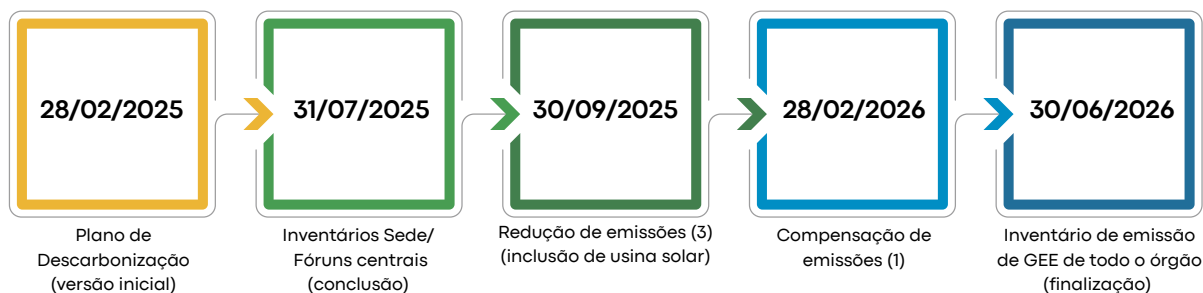 28/02/2025
31/07/2025
30/09/2025
28/02/2026
30/06/2026
Plano de
Descarbonização
(versão inicial)
Inventários Sede/
Fóruns centrais
(conclusão)
Redução de emissões (3)
(inclusão de usina solar)
Compensação de
emissões (1)
Inventário de emissão
de GEE de todo o órgão
(finalização)